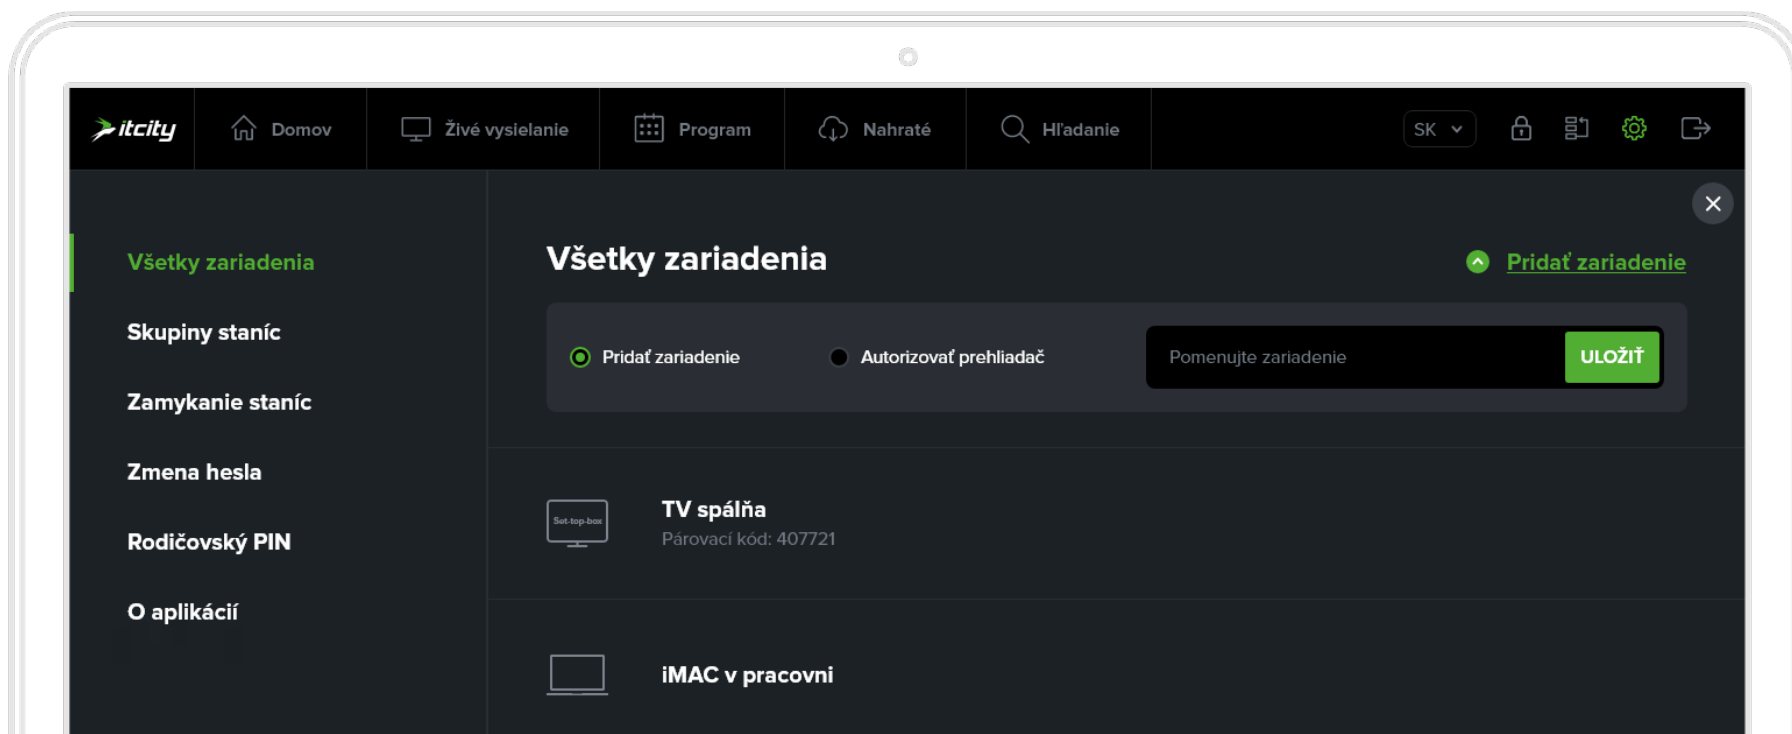 itcity Domov Živé vysielanie Program Nahraté Hľadanie SK
Všetky zariadenia
Skupiny staníc
Zamykanie staníc
Zmena hesla
Rodičovský PIN
O aplikácií
Všetky zariadenia
Pridať zariadenie
Pridať zariadenie Autorizovať prehliadač Pomenujte zariadenie ULOŽIŤ
Set-top-box
TV spálňa
Párovací kód: 407721
iMAC v pracovni